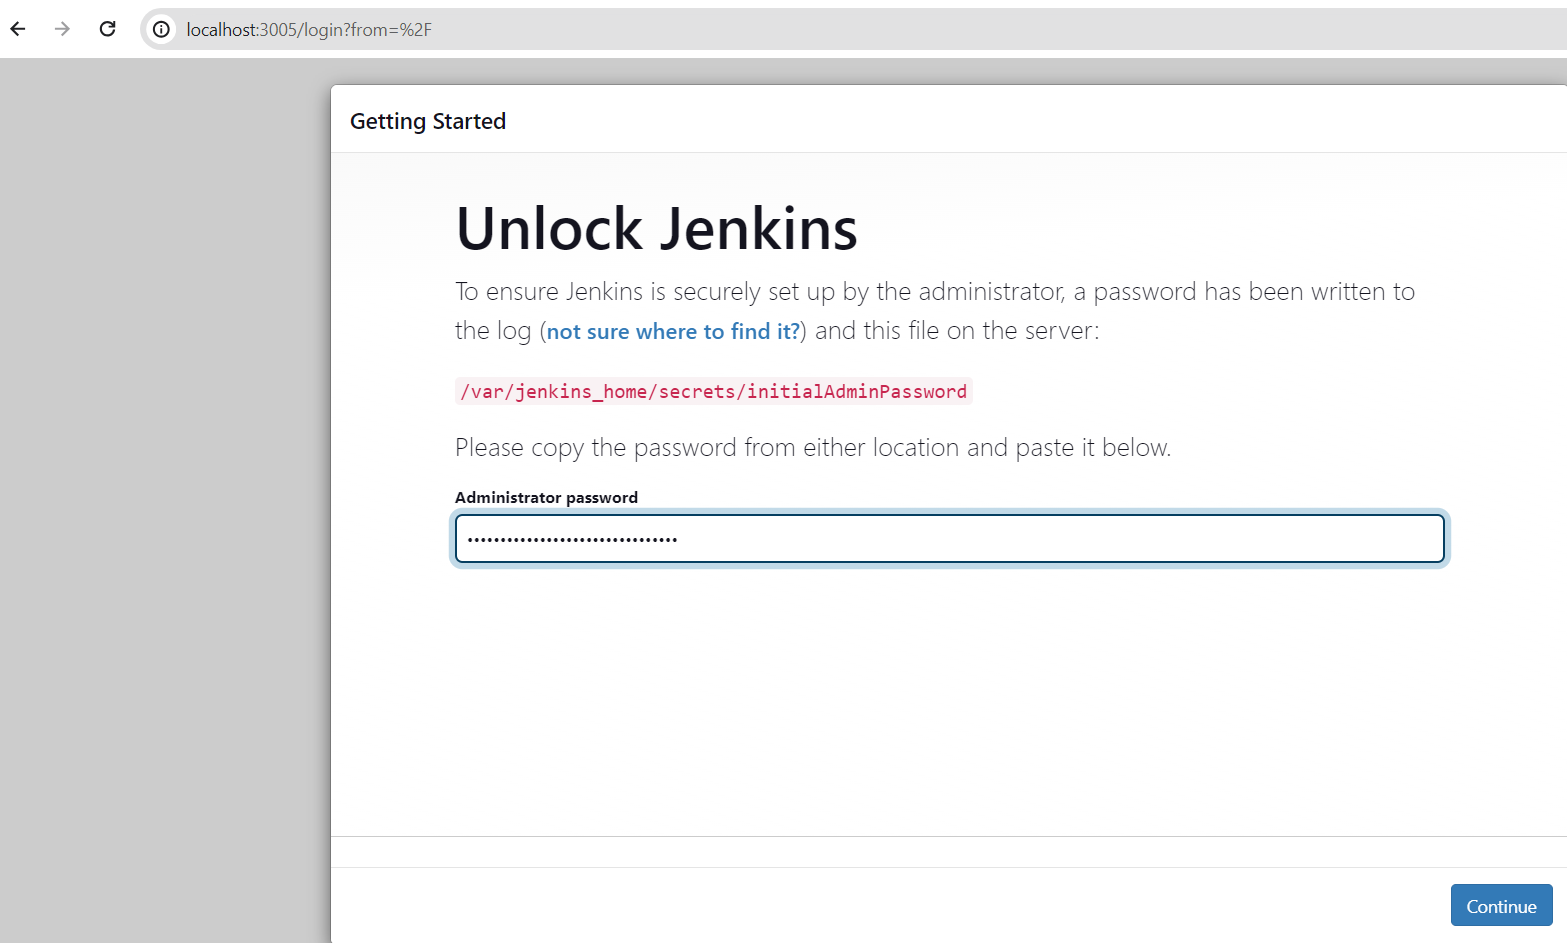 localhost:3005/login?from=%2F
Getting Started
Unlock Jenkins
To ensure Jenkins is securely set up by the administrator, a password has been written to
the log (not sure where to find it?) and this file on the server:
/var/jenkins_home/secrets/initialAdminPassword
Please copy the password from either location and paste it below.
Administrator password
••••••••••••••••••••••••••••••••
Continue